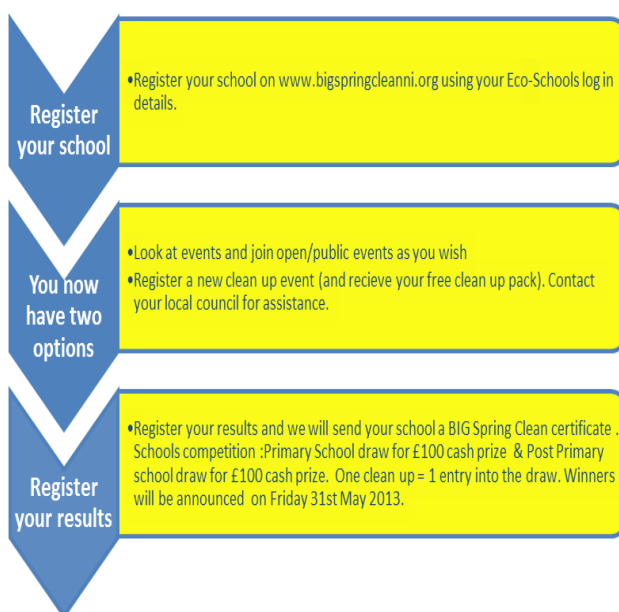 Register
your school
•Register your school on www.bigspringcleanni.org using your Eco-Schools log in
details.
You now
have two
options
•Look at events and join open/public events as you wish
•Register a new clean up event (and recieve your free clean up pack). Contact
your local council for assistance.
Register
your results
•Register your results and we will send your school a BIG Spring Clean certificate .
Schools competition :Primary School draw for £100 cash prize & Post Primary
school draw for £100 cash prize. One clean up = 1 entry into the draw. Winners
will be announced on Friday 31st May 2013.